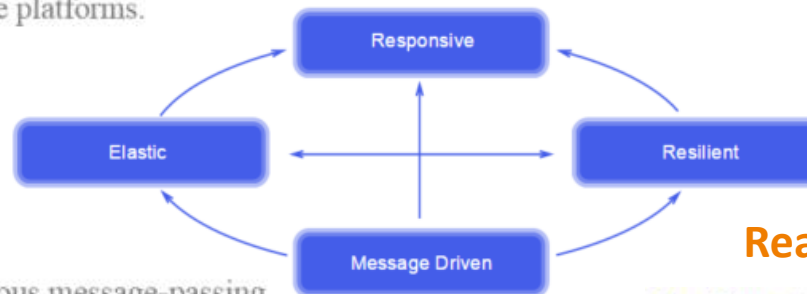 e platforms.
Responsive
Elastic
Resilient
Message Driven
Rea
ous message-passing